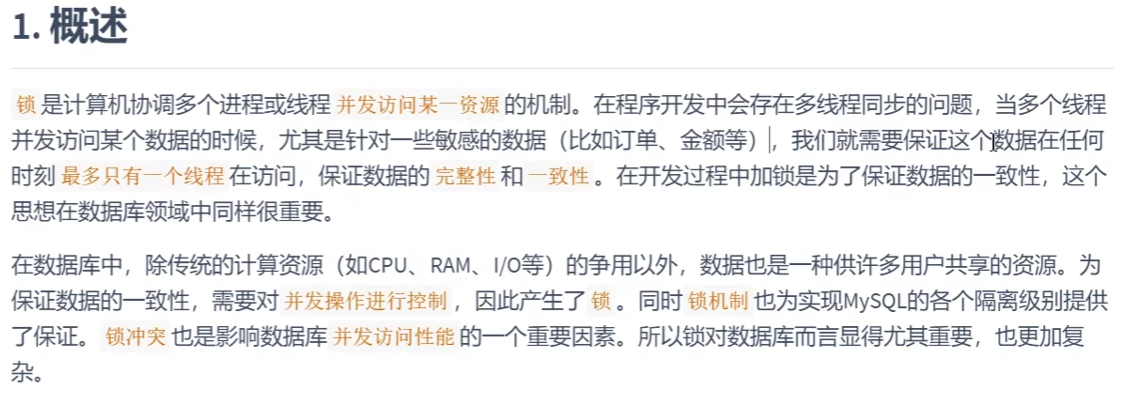 1. 概述
锁 是计算机协调多个进程或线程 并发访问某一资源 的机制。在程序开发中会存在多线程同步的问题，当多个线程
并发访问某个数据的时候，尤其是针对一些敏感的数据（比如订单、金额等），我们就需要保证这个数据在任何
时刻 最多只有一个线程 在访问，保证数据的 完整性 和 一致性 。在开发过程中加锁是为了保证数据的一致性，这个
思想在数据库领域中同样很重要。
在数据库中，除传统的计算资源（如CPU、RAM、I/O等）的争用以外，数据也是一种供许多用户共享的资源。为
保证数据的一致性，需要对 并发操作进行控制 ，因此产生了 锁 。同时 锁机制 也为实现MySQL的各个隔离级别提供
了保证。 锁冲突 也是影响数据库 并发访问性能 的一个重要因素。所以锁对数据库而言显得尤其重要，也更加复
杂。